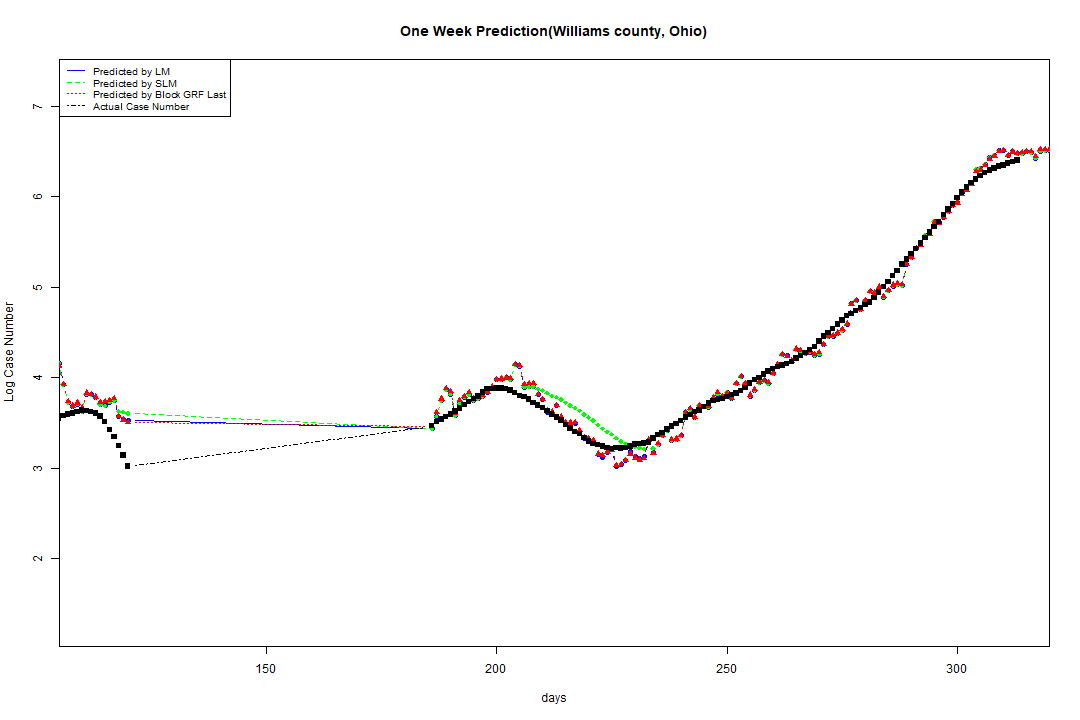 One Week Prediction(Williams county, Ohio)
Predicted by LM
Predicted by SLM
Predicted by Block GRF Last
Actual Case Number
7
6
5
4
3
2
Log Case Number
150 200 250 300
days